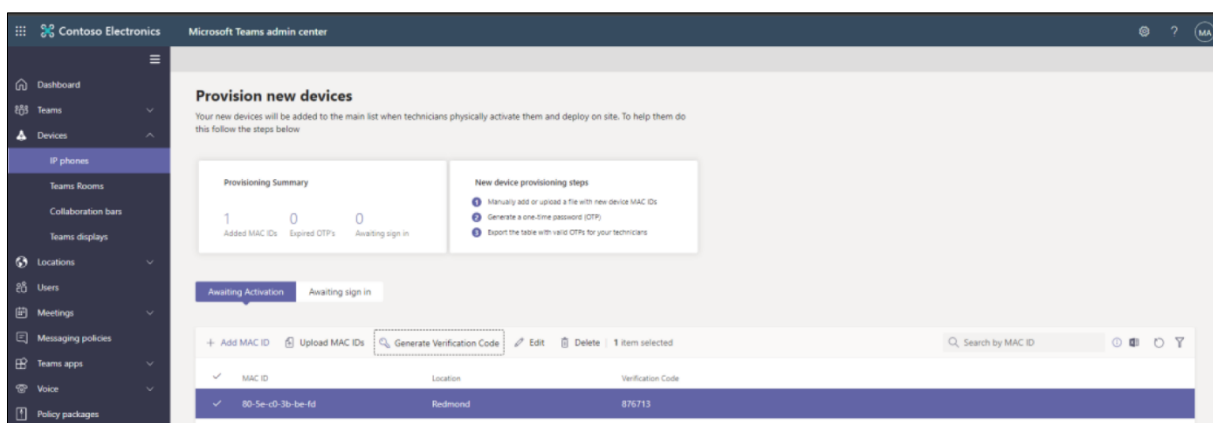 Contoso Electronics
Microsoft Teams admin center
?
MA
Dashboard
Teams
Devices
IP phones
Teams Rooms
Collaboration bars
Teams displays
Locations
Users
Meetings
Messaging policies
Teams apps
Voice
Policy packages
Provision new devices
Your new devices will be added to the main list when technicians physically activate them and deploy on site. To help them do
this follow the steps below
Provisioning Summary
1 0 0
Added MAC IDs Expired OTP's Awaiting sign in
New device provisioning steps
1 Manually add or upload a file with new device MAC IDs
2 Generate a one-time password (OTP)
3 Export the table with valid OTPs for your technicians
Awaiting Activation Awaiting sign in
+ Add MAC ID Upload MAC IDs Generate Verification Code Edit Delete | 1 item selected Search by MAC ID
MAC ID Location Verification Code
80-5e-c0-3b-be-fd Redmond 876713